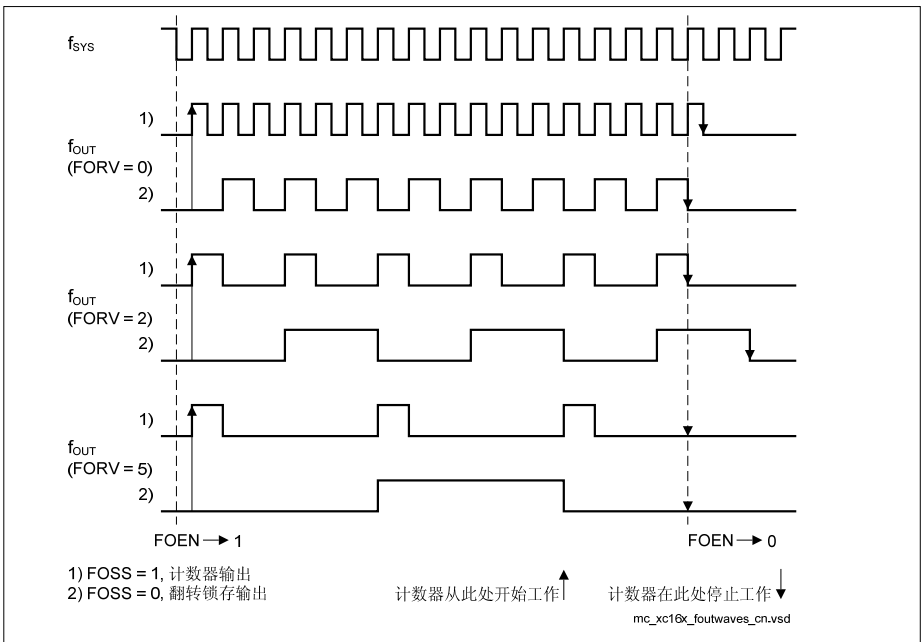 fSYS
1)
fOUT
(FORV = 0)
2)
1)
fOUT
(FORV = 2)
2)
1)
fOUT
(FORV = 5)
2)
FOEN → 1
FOEN → 0
1) FOSS = 1, 计数器输出
2) FOSS = 0, 翻转锁存输出
计数器从此处开始工作
计数器在此处停止工作
mc_xc16x_foutwaves_cn.vsd